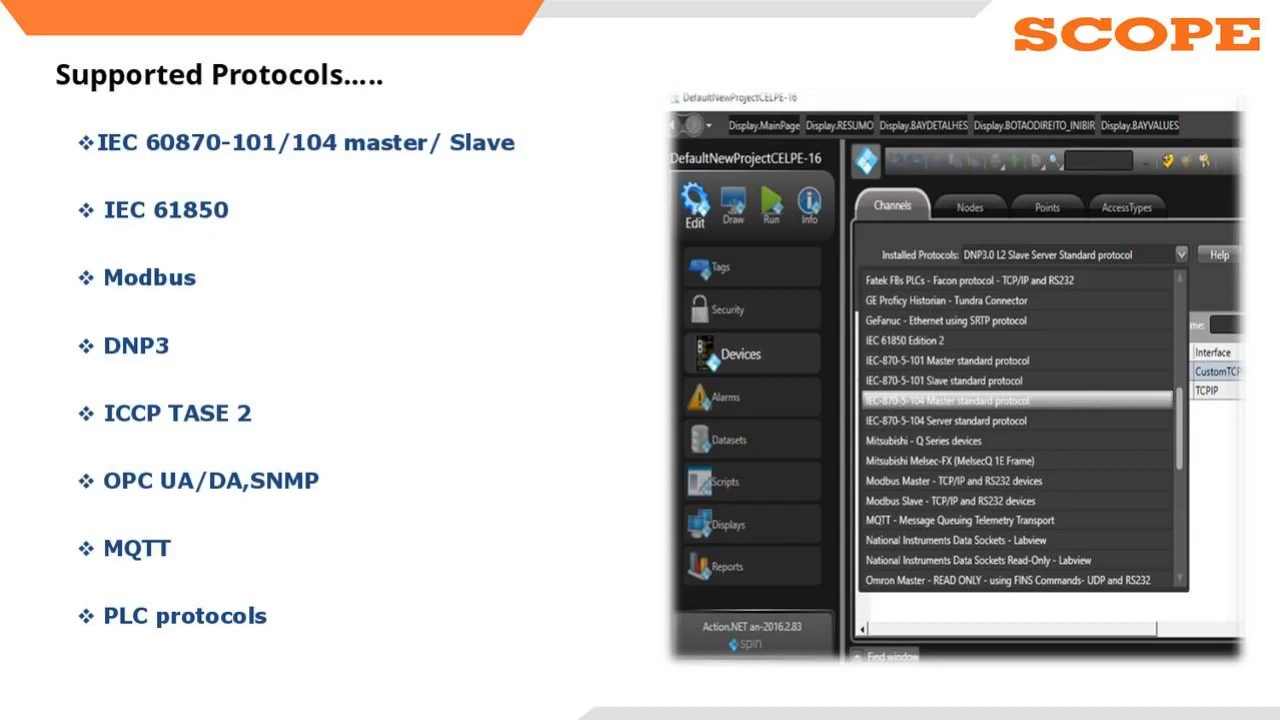 SCOPE
Supported Protocols.....
❖IEC 60870-101/104 master/ Slave
❖ IEC 61850
❖ Modbus
❖ DNP3
❖ ICCP TASE 2
❖ OPC UA/DA,SNMP
❖ MQTT
❖ PLC protocols
DefaultNewProjectCELPE-16
Display.MainPage Display.RESUMO Display.BAYDETALHES Display.BOTAODIREITO_INIBIR Display.BAYVALUES
DefaultNewProjectCELPE-16
Edit Draw Run Info
Tags
Security
Devices
Alarms
Datasets
Scripts
Displays
Reports
Action.NET an-2016.2.83
spin
Channels Nodes Points AccessTypes
Installed Protocols: DNP3.0 L2 Slave Server Standard protocol Help
Fatek FBs PLCs - Facon protocol - TCP/IP and RS232
GE Proficy Historian - Tundra Connector
GeFanuc - Ethernet using SRTP protocol
IEC 61850 Edition 2
IEC-870-5-101 Master standard protocol
IEC-870-5-101 Slave standard protocol
IEC-870-5-104 Master standard protocol
IEC-870-5-104 Server standard protocol
Mitsubishi - Q Series devices
Mitsubishi Melsec-FX (MelsecQ 1E Frame)
Modbus Master - TCP/IP and RS232 devices
Modbus Slave - TCP/IP and RS232 devices
MQTT - Message Queuing Telemetry Transport
National Instruments Data Sockets - Labview
National Instruments Data Sockets Read-Only - Labview
Omron Master - READ ONLY - using FINS Commands- UDP and RS232
me:
Interface
CustomTCP
TCPIP
Find window